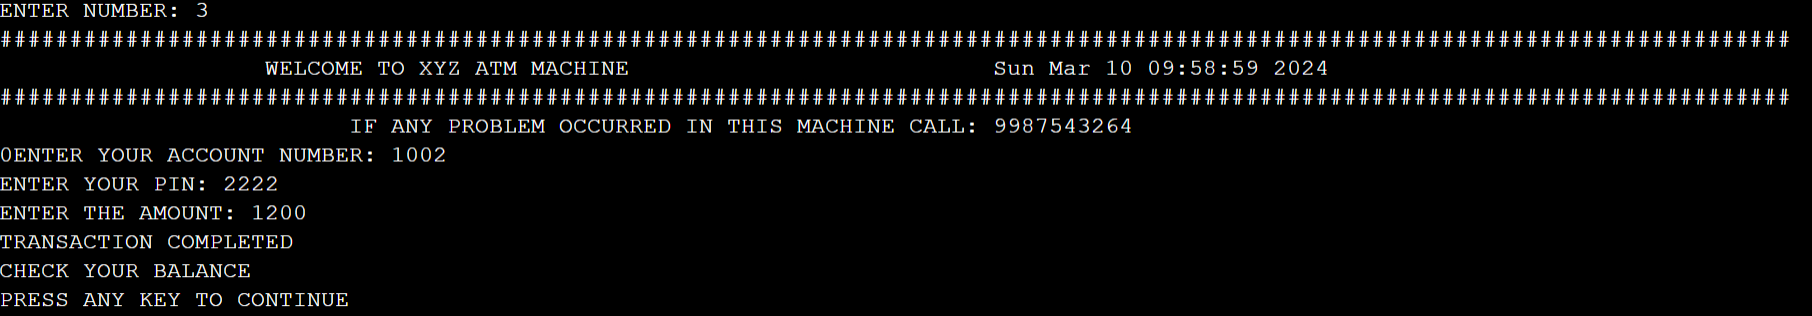 ENTER NUMBER: 3
################################################################################################################################
WELCOME TO XYZ ATM MACHINE Sun Mar 10 09:58:59 2024
################################################################################################################################
IF ANY PROBLEM OCCURRED IN THIS MACHINE CALL: 9987543264
0ENTER YOUR ACCOUNT NUMBER: 1002
ENTER YOUR PIN: 2222
ENTER THE AMOUNT: 1200
TRANSACTION COMPLETED
CHECK YOUR BALANCE
PRESS ANY KEY TO CONTINUE